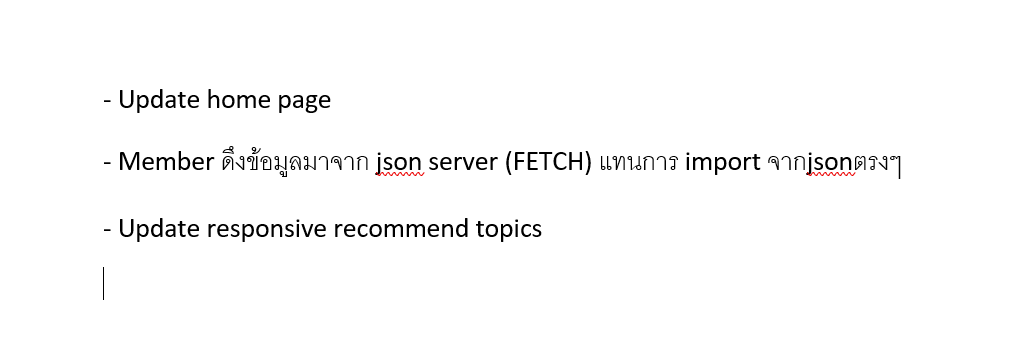 - Update home page
- Member ดึงข้อมูลมาจาก json server (FETCH) แทนการ import จากjsonตรงๆ
- Update responsive recommend topics